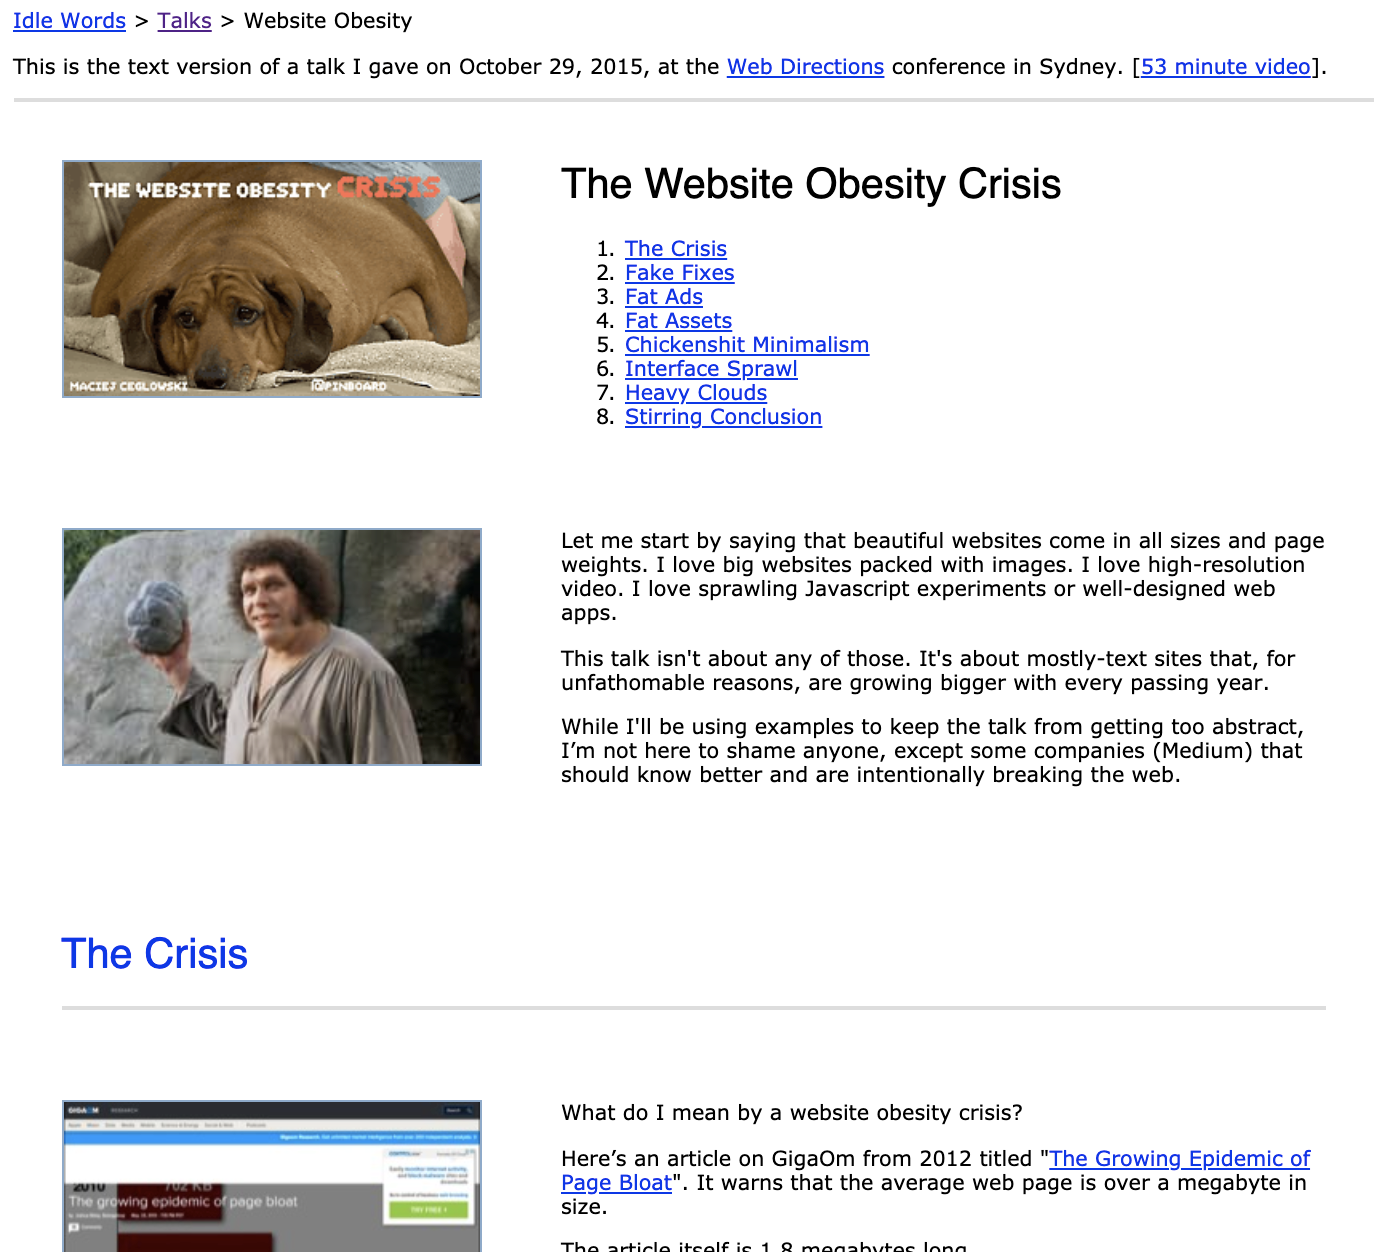 Idle Words > Talks > Website Obesity
This is the text version of a talk I gave on October 29, 2015, at the Web Directions conference in Sydney. [53 minute video].
THE WEBSITE OBESITY CRISIS
MACIEJ CEGLOWSKI
@PINBOARD
The Website Obesity Crisis
1. The Crisis
2. Fake Fixes
3. Fat Ads
4. Fat Assets
5. Chickenshit Minimalism
6. Interface Sprawl
7. Heavy Clouds
8. Stirring Conclusion
Let me start by saying that beautiful websites come in all sizes and page
weights. I love big websites packed with images. I love high-resolution
video. I love sprawling Javascript experiments or well-designed web
apps.
This talk isn't about any of those. It's about mostly-text sites that, for
unfathomable reasons, are growing bigger with every passing year.
While I'll be using examples to keep the talk from getting too abstract,
I’m not here to shame anyone, except some companies (Medium) that
should know better and are intentionally breaking the web.
The Crisis
GIGAOM RESEARCH
2010 702 KB
The growing epidemic of page bloat
TRY FREE
What do I mean by a website obesity crisis?
Here’s an article on GigaOm from 2012 titled "The Growing Epidemic of
Page Bloat". It warns that the average web page is over a megabyte in
size.
The article itself is 1.8 megabytes long.